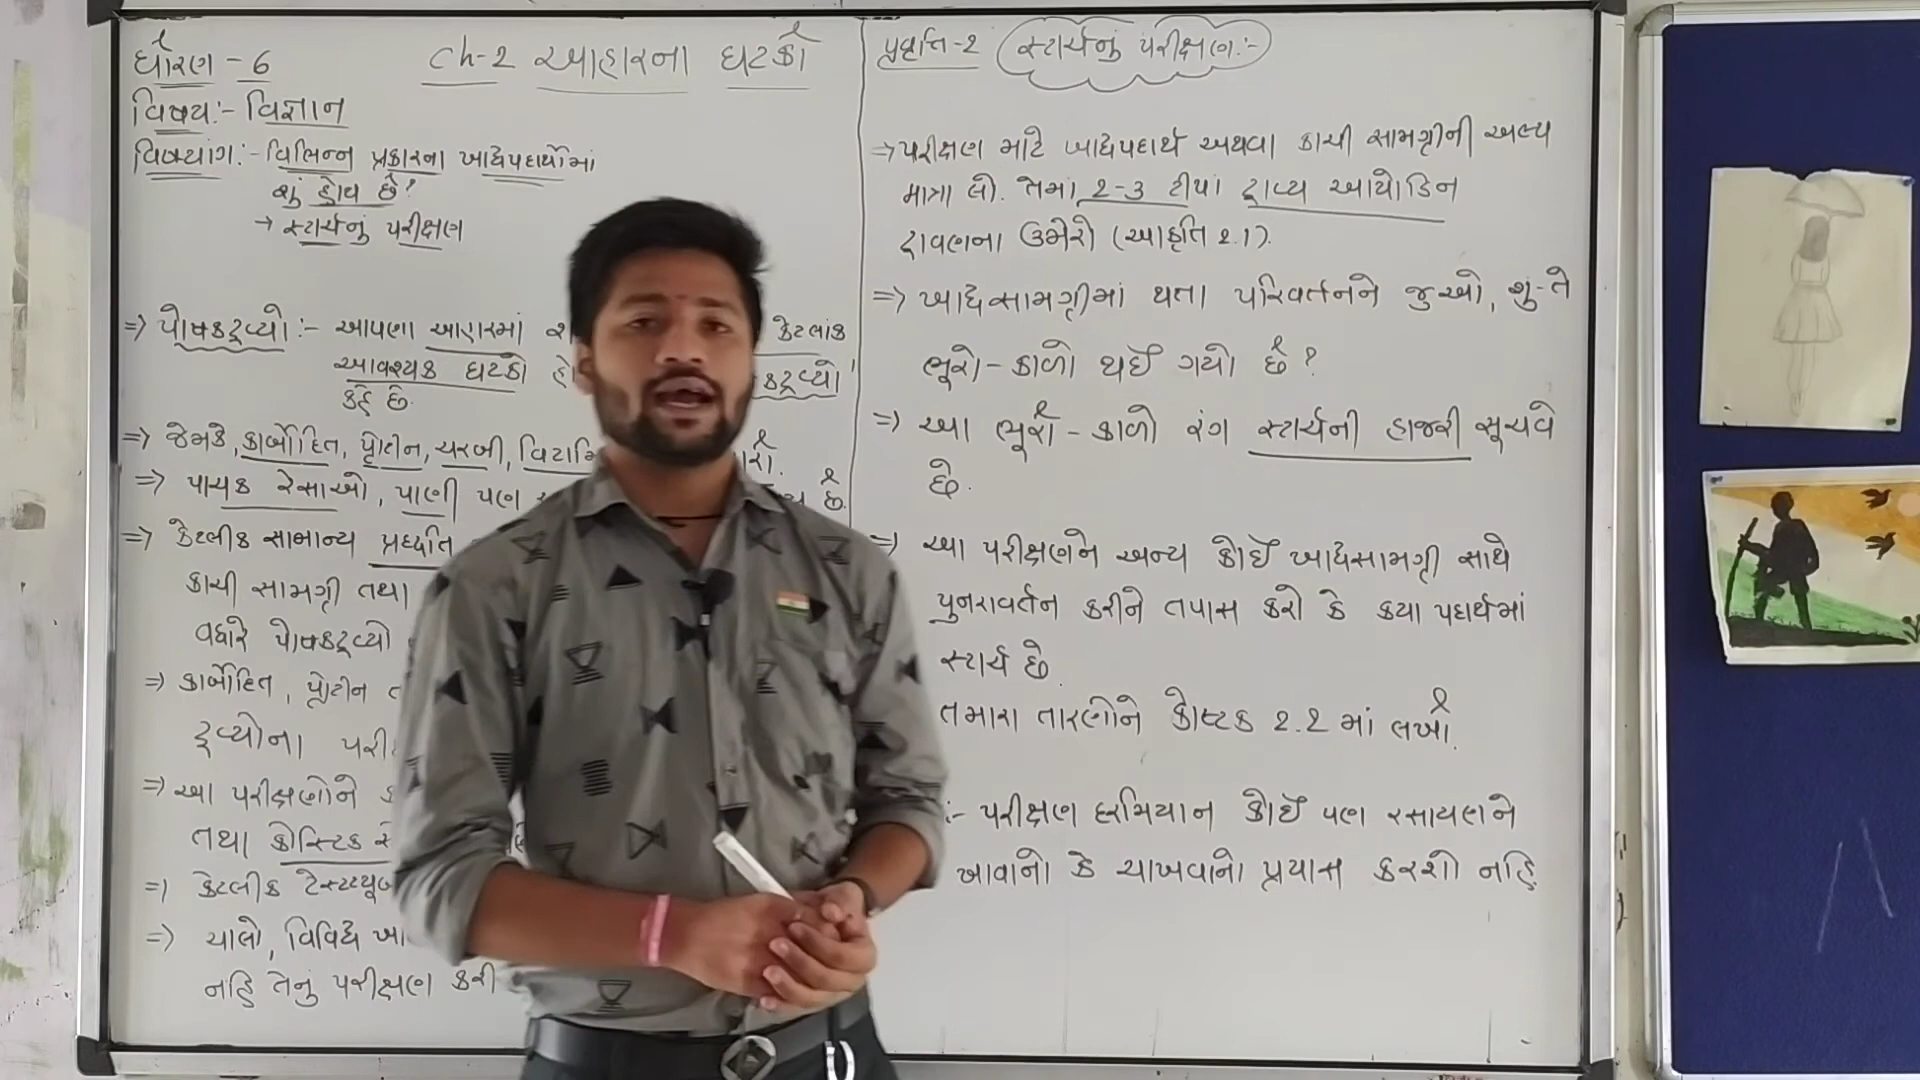 ધોરણ - 6
Ch-2 આહારના ઘટકો
વિષય:- વિજ્ઞાન
વિષયાંગ:- વિભિન્ન પ્રકારના ખાદ્યપદાર્થોમાં
શું હોય છે?
→ સ્ટાર્ચનું પરીક્ષણ
⇒ પોષકદ્રવ્યો:- આપણા આહારમાં કેટલાંક
આવશ્યક ઘટકો
કહે છે.
⇒ જેમકે, કાર્બોદિત, પ્રોટીન, ચરબી,
⇒ પાચક રેસાઓ, પાણી પણ છે.
⇒ કેટલીક સામાન્ય પ્રધ્ધતિ
કાચી સામગ્રી તથા
વધારે પોષકદ્રવ્યો
⇒ કાર્બોદિત, પ્રોટીન
દ્રવ્યોના
⇒ આ પરીક્ષણોને
તથા કોસ્ટિક
⇒ કેટલીક
⇒ ચાલો, વિવિધ
નહિ તેનું પરીક્ષણ કરી
પ્રવૃત્તિ-2 સ્ટાર્ચનું પરીક્ષણ:-
⇒ પરીક્ષણ માટે ખાદ્યપદાર્થ અથવા કાચી સામગ્રીની અલ્પ
માત્રા લો. તેમાં 2-3 ટીપાં દ્રાવ્ય આયોડિન
દ્રાવણના ઉમેરો (આકૃતિ 2.1).
⇒ ખાદ્યસામગ્રીમાં થતા પરિવર્તનને જુઓ, શું-તે
ભૂરો-કાળો થઈ ગયો છે?
⇒ આ ભૂરો-કાળો રંગ સ્ટાર્ચની હાજરી સૂચવે
છે.
⇒ આ પરીક્ષણને અન્ય કોઈ ખાદ્યસામગ્રી સાથે
પુનરાવર્તન કરીને તપાસ કરો કે કયા પદાર્થમાં
સ્ટાર્ચ છે.
તમારા તારણોને કોષ્ટક 2.2 માં લખો.
:- પરીક્ષણ દરમિયાન કોઈ પણ રસાયણને
ખાવાનો કે ચાખવાનો પ્રયાસ કરશો નહિ.